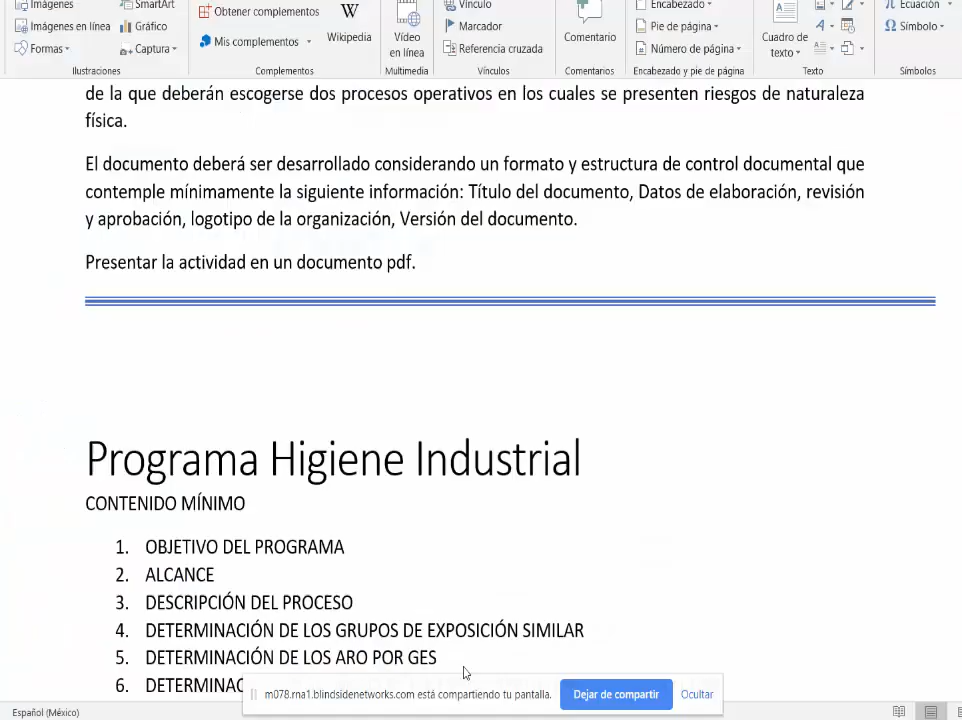 Imágenes SmartArt Obtener complementos Vínculo Encabezado Ecuación
Imágenes en línea Gráfico Wikipedia Marcador Pie de página Símbolo
Formas Captura Mis complementos Vídeo en línea Referencia cruzada Comentario Número de página Cuadro de texto
Ilustraciones Complementos Multimedia Vínculos Comentarios Encabezado y pie de página Texto Símbolos
de la que deberán escogerse dos procesos operativos en los cuales se presenten riesgos de naturaleza
física.
El documento deberá ser desarrollado considerando un formato y estructura de control documental que
contemple mínimamente la siguiente información: Título del documento, Datos de elaboración, revisión
y aprobación, logotipo de la organización, Versión del documento.
Presentar la actividad en un documento pdf.
Programa Higiene Industrial
CONTENIDO MÍNIMO
1. OBJETIVO DEL PROGRAMA
2. ALCANCE
3. DESCRIPCIÓN DEL PROCESO
4. DETERMINACIÓN DE LOS GRUPOS DE EXPOSICIÓN SIMILAR
5. DETERMINACIÓN DE LOS ARO POR GES
6. DETERMINAC
m078.rna1.blindsidenetworks.com está compartiendo tu pantalla. Dejar de compartir Ocultar
Español (México)